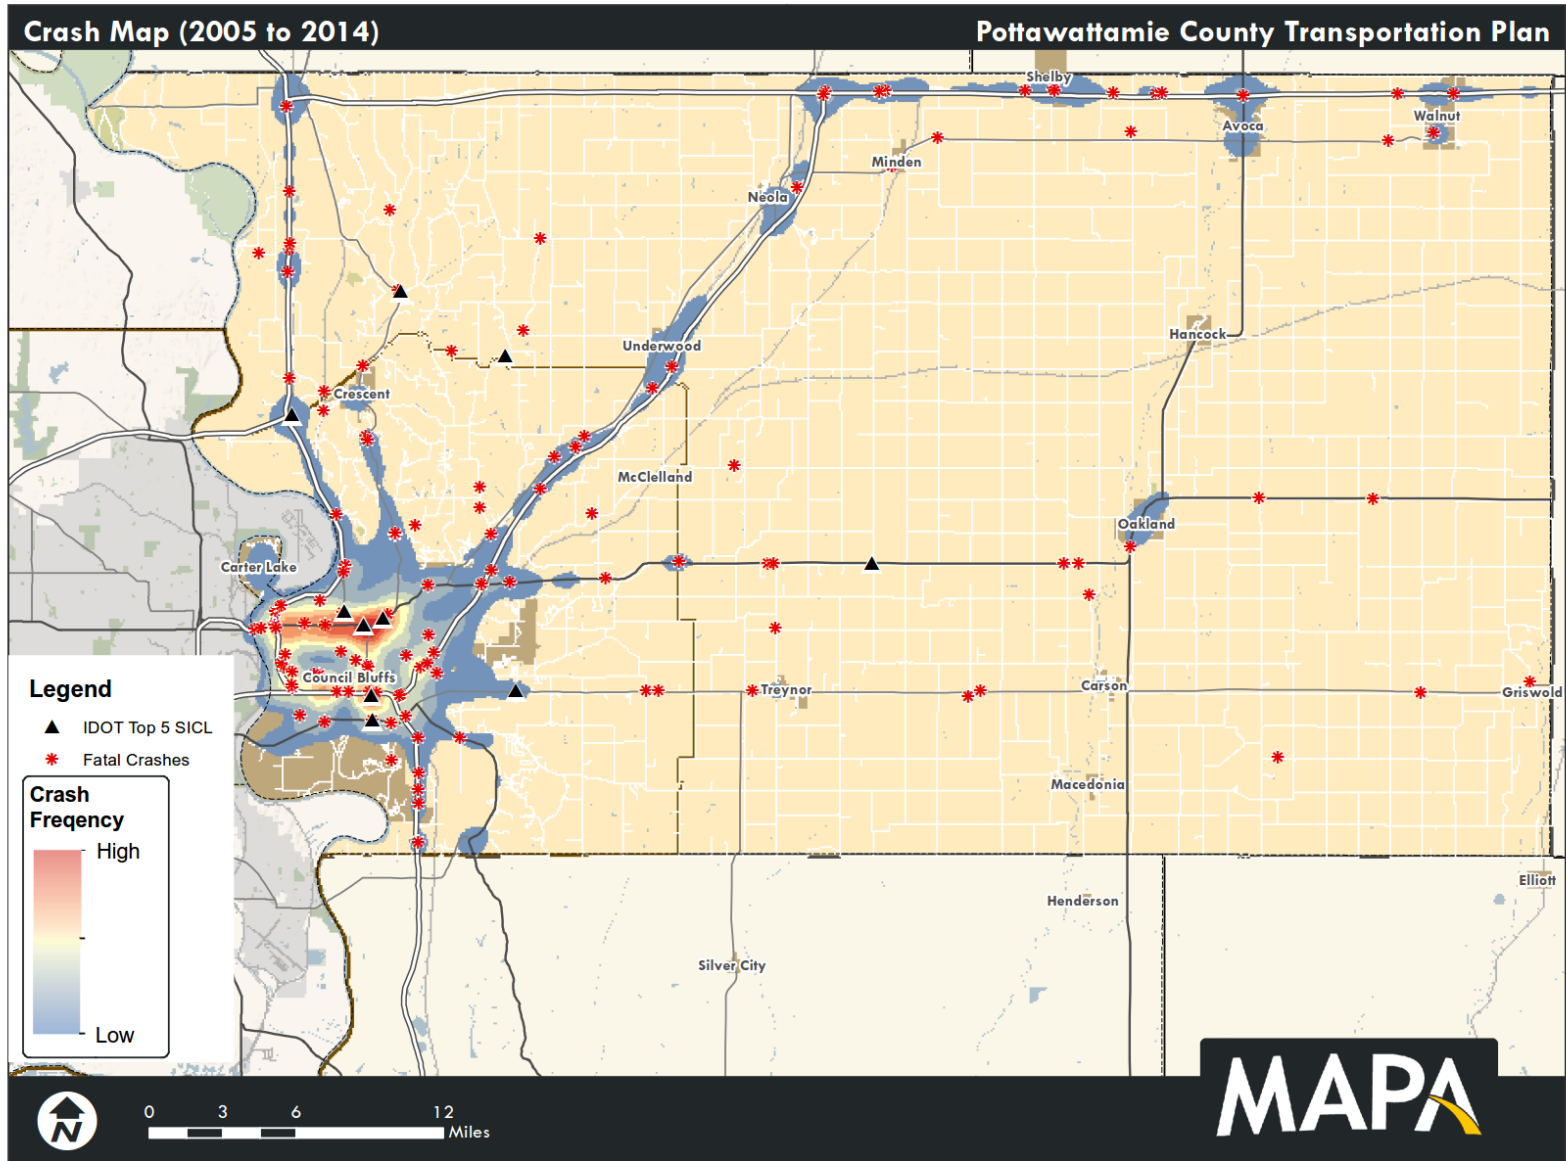 Crash Map (2005 to 2014)
Pottawattamie County Transportation Plan
Shelby
Avoca
Walnut
Minden
Neola
Hancock
Underwood
Crescent
McClelland
Oakland
Carter Lake
Council Bluffs
Treynor
Carson
Griswold
Macedonia
Elliott
Henderson
Silver City
Legend
IDOT Top 5 SICL
Fatal Crashes
Crash
Freqency
High
Low
N
0 3 6 12
Miles
MAPA